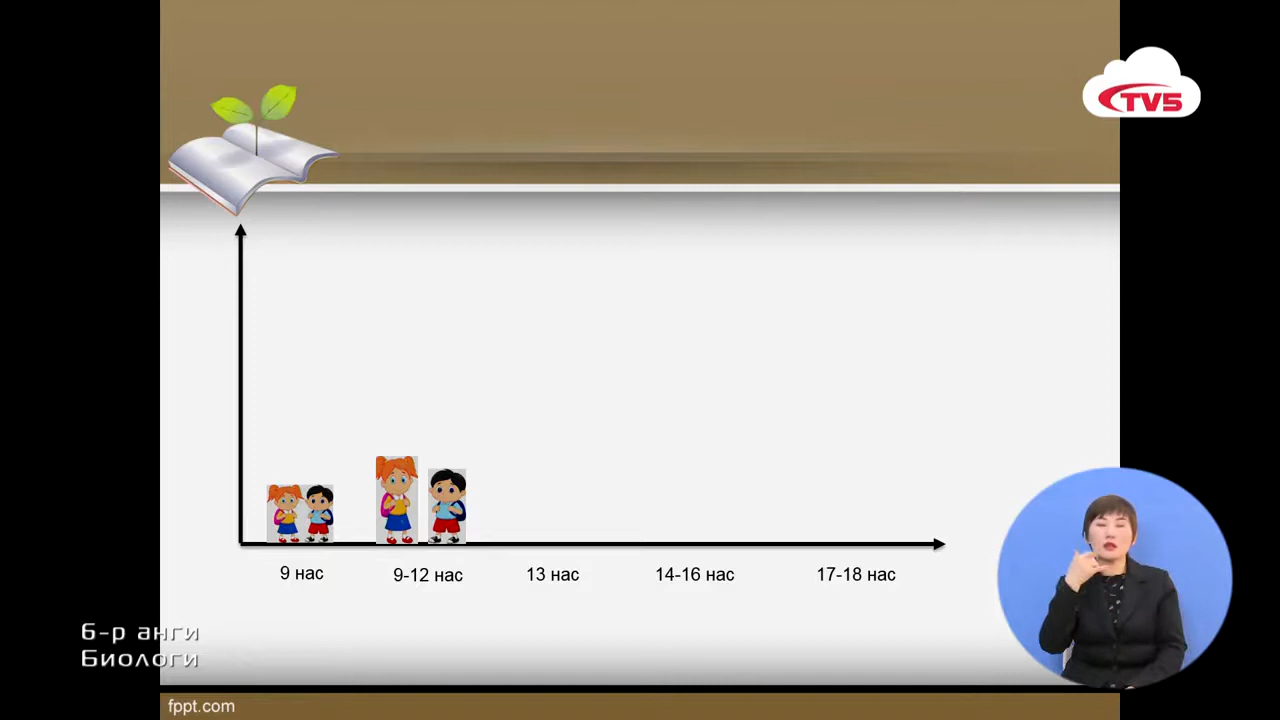 TV5
9 нас
9-12 нас
13 нас
14-16 нас
17-18 нас
6-р анги
Биологи
fppt.com